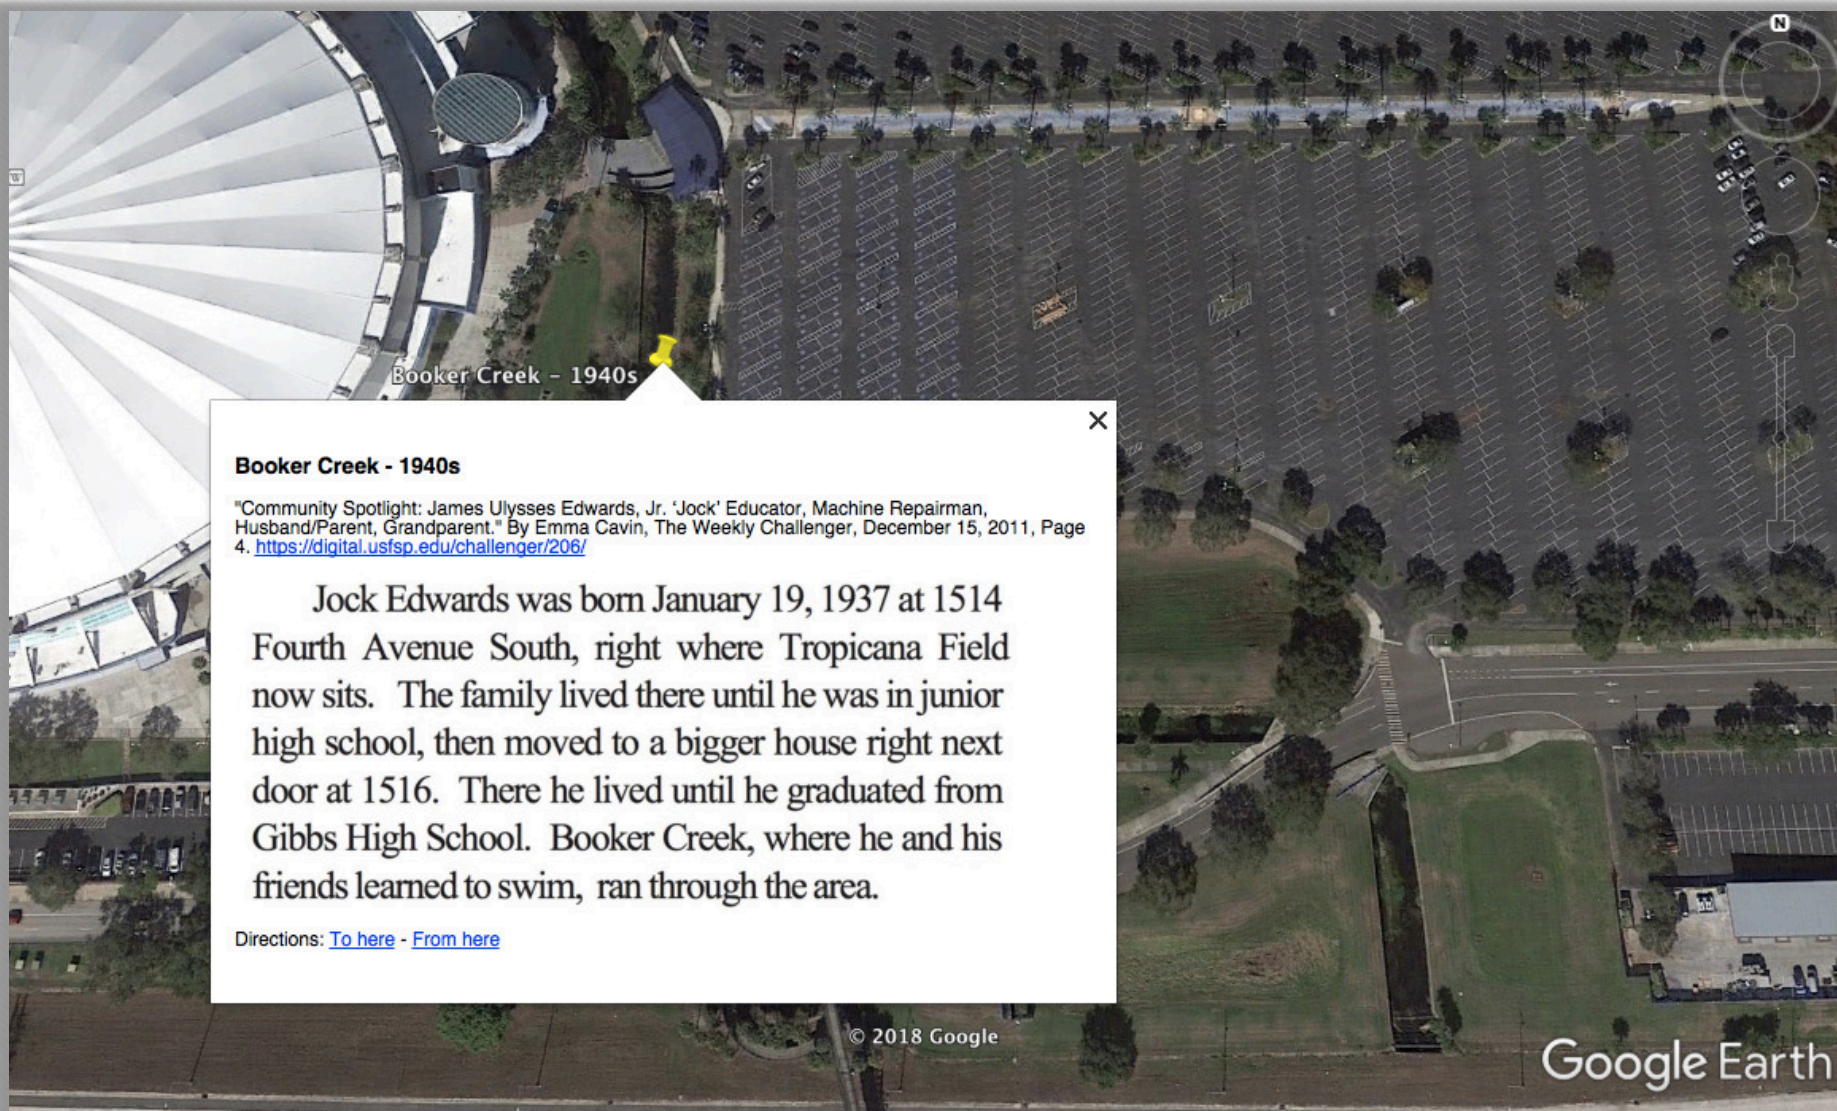 N
W
Booker Creek – 1940s
Booker Creek - 1940s
"Community Spotlight: James Ulysses Edwards, Jr. ‘Jock’ Educator, Machine Repairman,
Husband/Parent, Grandparent." By Emma Cavin, The Weekly Challenger, December 15, 2011, Page
4. https://digital.usfsp.edu/challenger/206/
Jock Edwards was born January 19, 1937 at 1514
Fourth Avenue South, right where Tropicana Field
now sits. The family lived there until he was in junior
high school, then moved to a bigger house right next
door at 1516. There he lived until he graduated from
Gibbs High School. Booker Creek, where he and his
friends learned to swim, ran through the area.
Directions: To here - From here
© 2018 Google
Google Earth